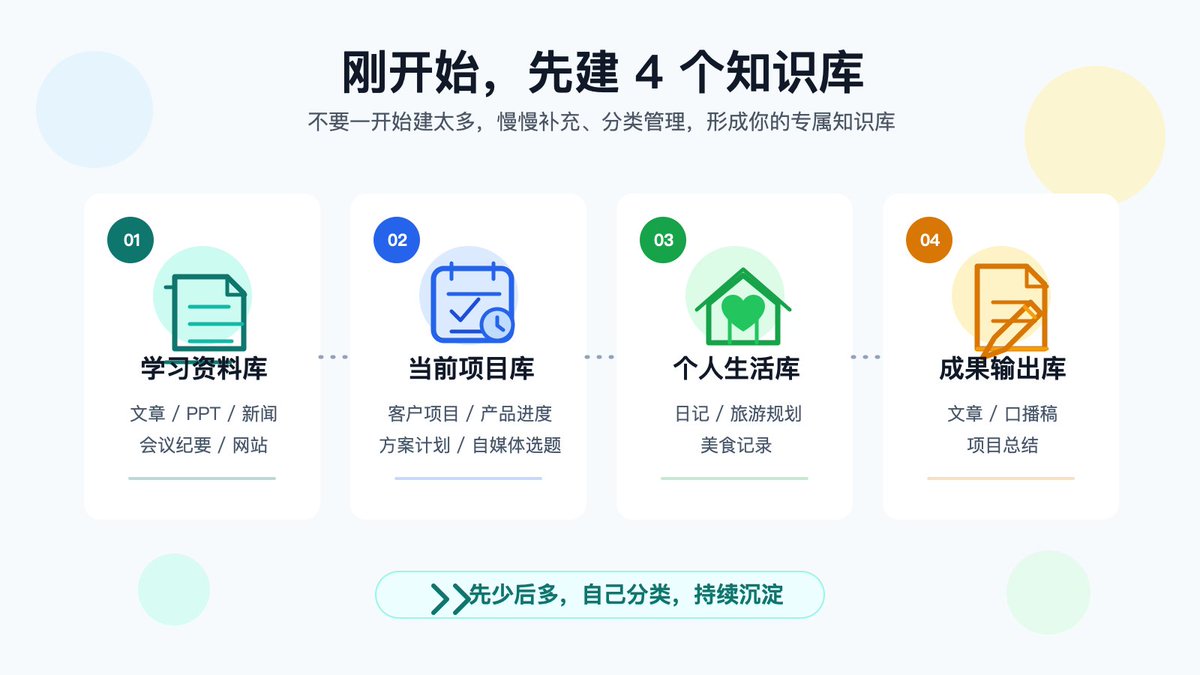 刚开始，先建 4 个知识库
不要一开始建太多，慢慢补充、分类管理，形成你的专属知识库
01
学习资料库
文章 / PPT / 新闻
会议纪要 / 网站
02
当前项目库
客户项目 / 产品进度
方案计划 / 自媒体选题
03
个人生活库
日记 / 旅游规划
美食记录
04
成果输出库
文章 / 口播稿
项目总结
先少后多，自己分类，持续沉淀